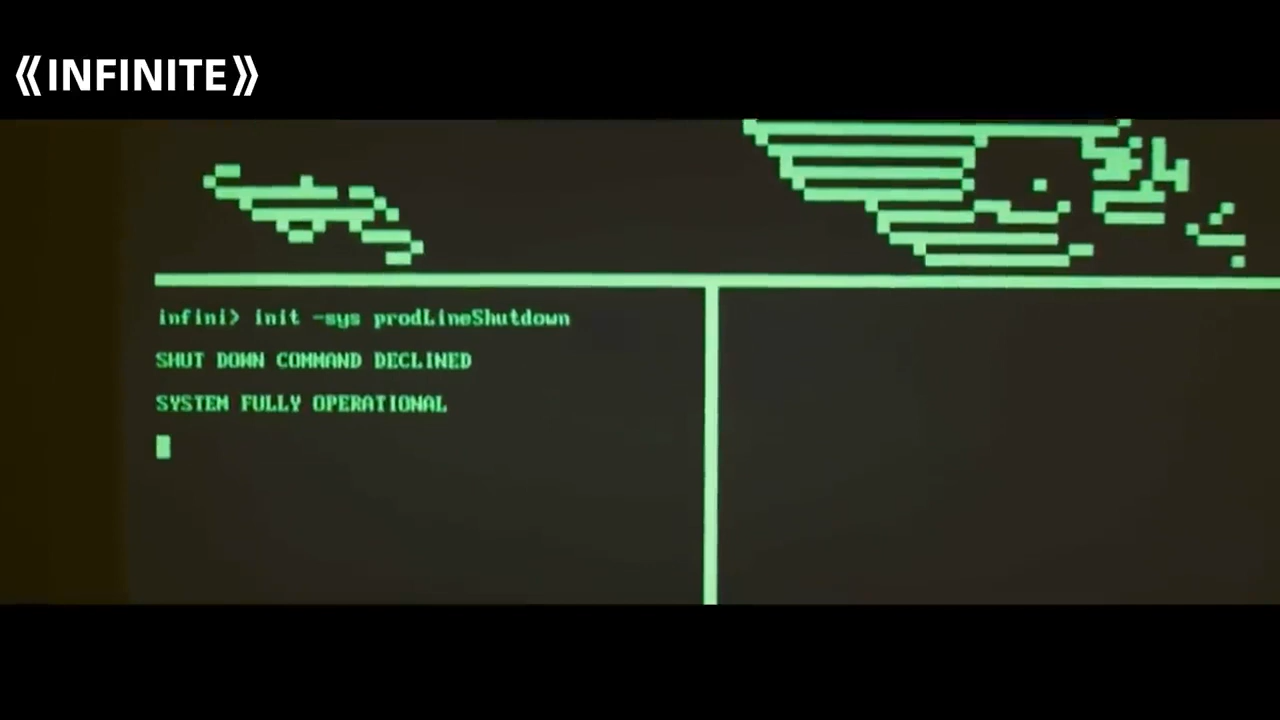 《INFINITE》
infini> init -sys prodLineShutdown
SHUT DOWN COMMAND DECLINED
SYSTEM FULLY OPERATIONAL